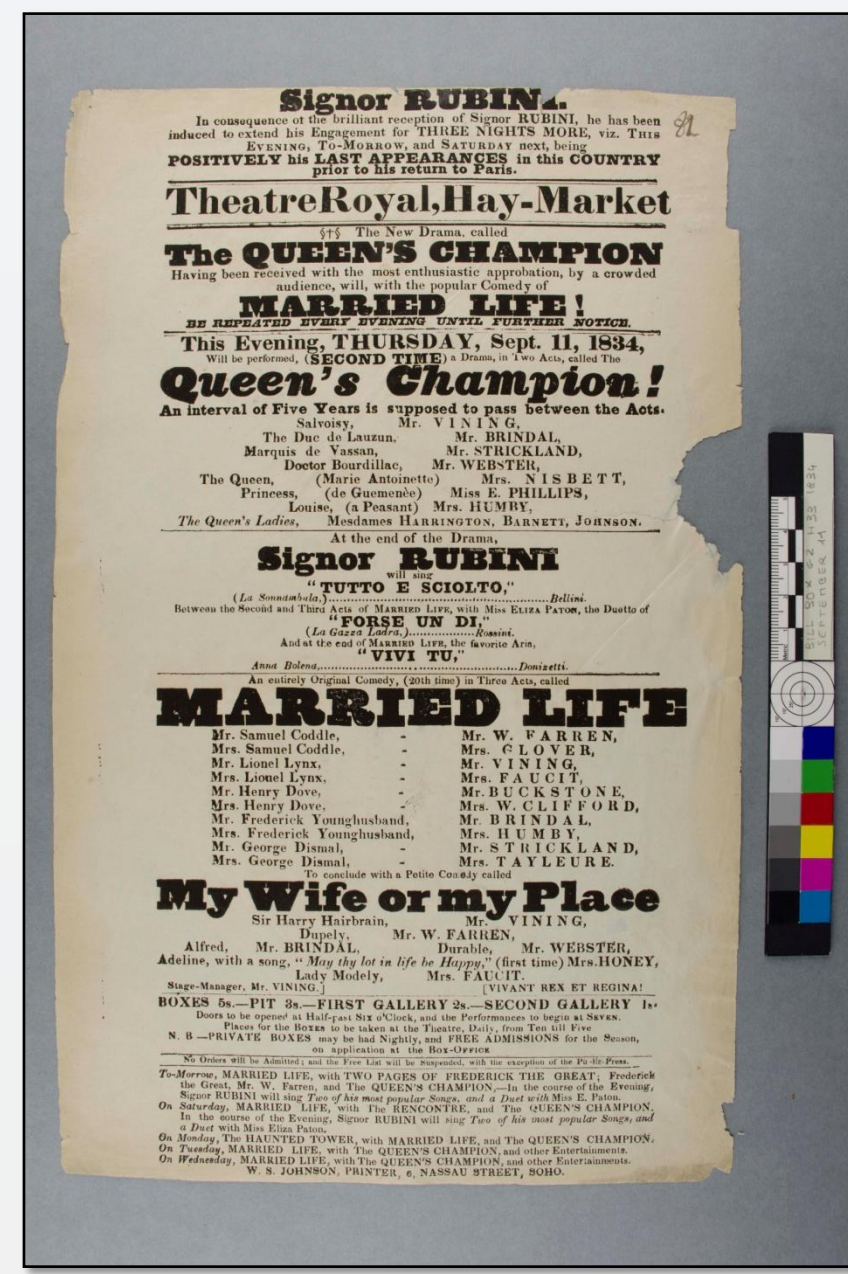 Signor RUBINI.
81
In consequence of the brilliant reception of Signor RUBINI, he has been
induced to extend his Engagement for THREE NIGHTS MORE, viz. THIS
EVENING, TO-MORROW, and SATURDAY next, being
POSITIVELY his LAST APPEARANCES in this COUNTRY
prior to his return to Paris.
Theatre Royal, Hay-Market
§†§ The New Drama, called
The QUEEN'S CHAMPION
Having been received with the most enthusiastic approbation, by a crowded
audience, will, with the popular Comedy of
MARRIED LIFE!
BE REPEATED EVERY EVENING UNTIL FURTHER NOTICE.
This Evening, THURSDAY, Sept. 11, 1834,
Will be performed, (SECOND TIME) a Drama, in Two Acts, called The
Queen's Champion!
An interval of Five Years is supposed to pass between the Acts.
Salvoisy, Mr. VINING,
The Duc de Lauzun, Mr. BRINDAL,
Marquis de Vassan, Mr. STRICKLAND,
Doctor Bourdillac, Mr. WEBSTER,
The Queen, (Marie Antoinette) Mrs. NISBETT,
Princess, (de Guemenèe) Miss E. PHILLIPS,
Louise, (a Peasant) Mrs. HUMBY,
The Queen's Ladies, Mesdames HARRINGTON, BARNETT, JOHNSON.
At the end of the Drama,
Signor RUBINI
will sing
"TUTTO E SCIOLTO,"
(La Sonnambula,)..........Bellini.
Between the Second and Third Acts of MARRIED LIFE, with Miss ELIZA PATON, the Duetto of
"FORSE UN DI,"
(La Gazza Ladra,)..........Rossini.
And at the end of MARRIED LIFE, the favorite Aria,
"VIVI TU,"
Anna Bolena,..........Donizetti.
An entirely Original Comedy, (20th time) in Three Acts, called
MARRIED LIFE
Mr. Samuel Coddle, - Mr. W. FARREN,
Mrs. Samuel Coddle, - Mrs. GLOVER,
Mr. Lionel Lynx, - Mr. VINING,
Mrs. Lionel Lynx, - Mrs. FAUCIT,
Mr. Henry Dove, - Mr. BUCKSTONE,
Mrs. Henry Dove, - Mrs. W. CLIFFORD,
Mr. Frederick Younghusband, Mr. BRINDAL,
Mrs. Frederick Younghusband, Mrs. HUMBY,
Mr. George Dismal, - Mr. STRICKLAND,
Mrs. George Dismal, - Mrs. TAYLEURE.
To conclude with a Petite Comedy called
My Wife or my Place
Sir Harry Hairbrain, Mr. VINING,
Dupely, Mr. W. FARREN,
Alfred, Mr. BRINDAL, Durable, Mr. WEBSTER,
Adeline, with a song, "May thy lot in life be Happy," (first time) Mrs. HONEY,
Lady Modely, Mrs. FAUCIT.
Stage-Manager, Mr. VINING.] [VIVANT REX ET REGINA!
BOXES 5s.—PIT 3s.—FIRST GALLERY 2s.—SECOND GALLERY 1s.
Doors to be opened at Half-past SIX o'Clock, and the Performances to begin at SEVEN.
Places for the BOXES to be taken at the Theatre, Daily, from Ten till Five
N. B—PRIVATE BOXES may be had Nightly, and FREE ADMISSIONS for the Season,
on application at the BOX-OFFICE
No Orders will be Admitted; and the Free List will be Suspended, with the exception of the Press.
To-Morrow, MARRIED LIFE, with TWO PAGES OF FREDERICK THE GREAT; Frederick
the Great, Mr. W. Farren, and The QUEEN'S CHAMPION,—In the course of the Evening,
Signor RUBINI will sing Two of his most popular Songs, and a Duet with Miss E. Paton.
On Saturday, MARRIED LIFE, with The RENCONTRE, and The QUEEN'S CHAMPION.
In the course of the Evening, Signor RUBINI will sing Two of his most popular Songs, and
a Duet with Miss Eliza Paton.
On Monday, The HAUNTED TOWER, with MARRIED LIFE, and The QUEEN'S CHAMPION.
On Tuesday, MARRIED LIFE, with The QUEEN'S CHAMPION, and other Entertainments.
On Wednesday, MARRIED LIFE, with The QUEEN'S CHAMPION, and other Entertainments.
W. S. JOHNSON, PRINTER, 6, NASSAU STREET, SOHO.
BILL BOX G2 H33 1834
SEPTEMBER 11